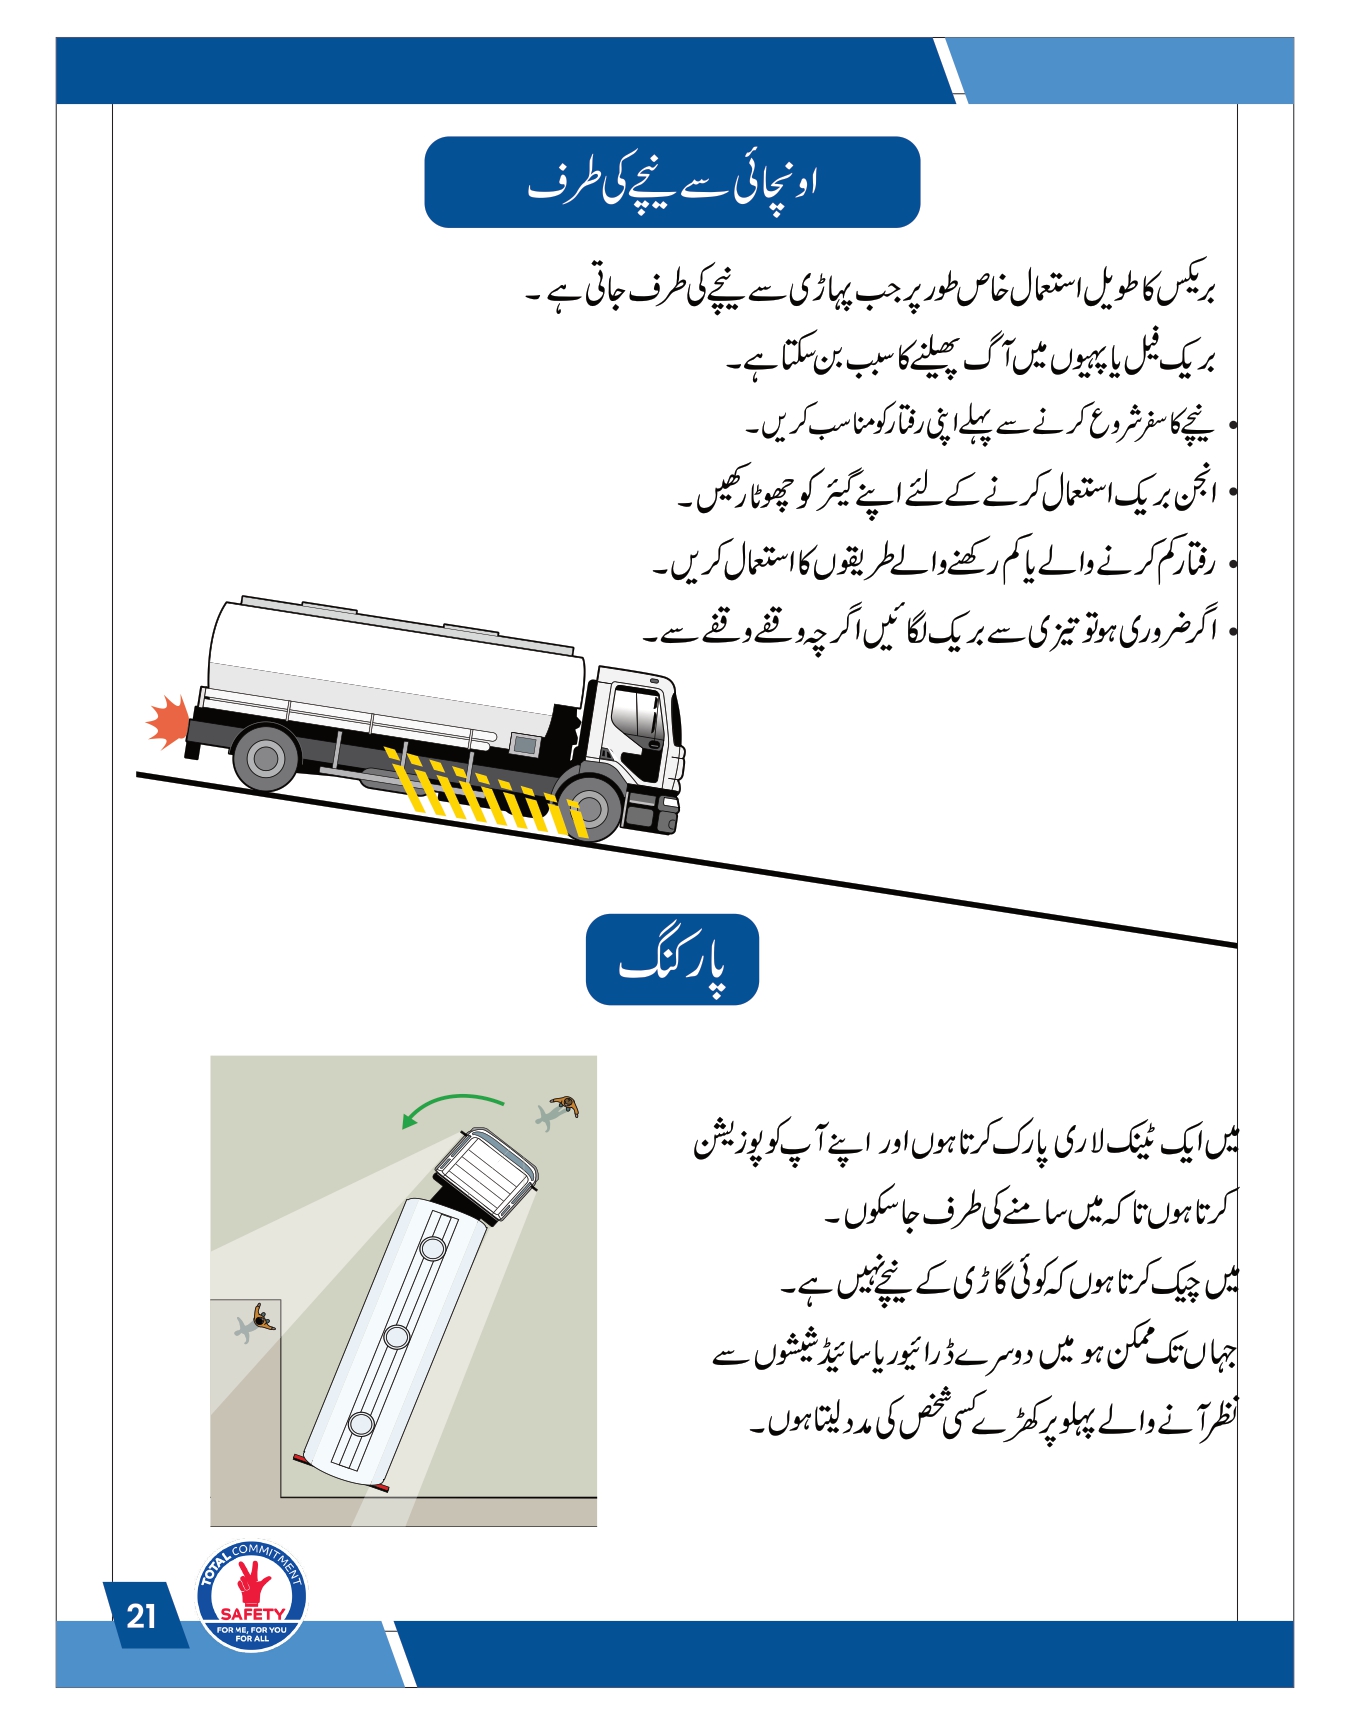 اونچائی سے نیچے کی طرف
بریکس کا طویل استعمال خاص طور پر جب پہاڑی سے نیچے کی طرف جاتی ہے ۔
بریک فیل یا پہیوں میں آگ پھیلنے کا سبب بن سکتا ہے۔
• نیچے کا سفر شروع کرنے سے پہلے اپنی رفتار کو مناسب کریں۔
• انجن بریک استعمال کرنے کے لئے اپنے گیئر کو چھوٹا رکھیں ۔
• رفتار کم کرنے والے یا کم رکھنے والے طریقوں کا استعمال کریں۔
• اگر ضروری ہو تو تیزی سے بریک لگائیں اگرچہ وقفے وقفے سے ۔
پارکنگ
میں ایک ٹینک لاری پارک کرتا ہوں اور اپنے آپ کو پوزیشن
کرتا ہوں تا کہ میں سامنے کی طرف جا سکوں ۔
میں چیک کرتا ہوں کہ کوئی گاڑی کے نیچے نہیں ہے۔
جہاں تک ممکن ہو میں دوسرے ڈرائیور یا سائیڈ شیشوں سے
نظر آنے والے پہلو پر کھڑے کسی شخص کی مدد لیتا ہوں۔
TOTAL COMMITMENT
SAFETY
FOR ME, FOR YOU
FOR ALL
21